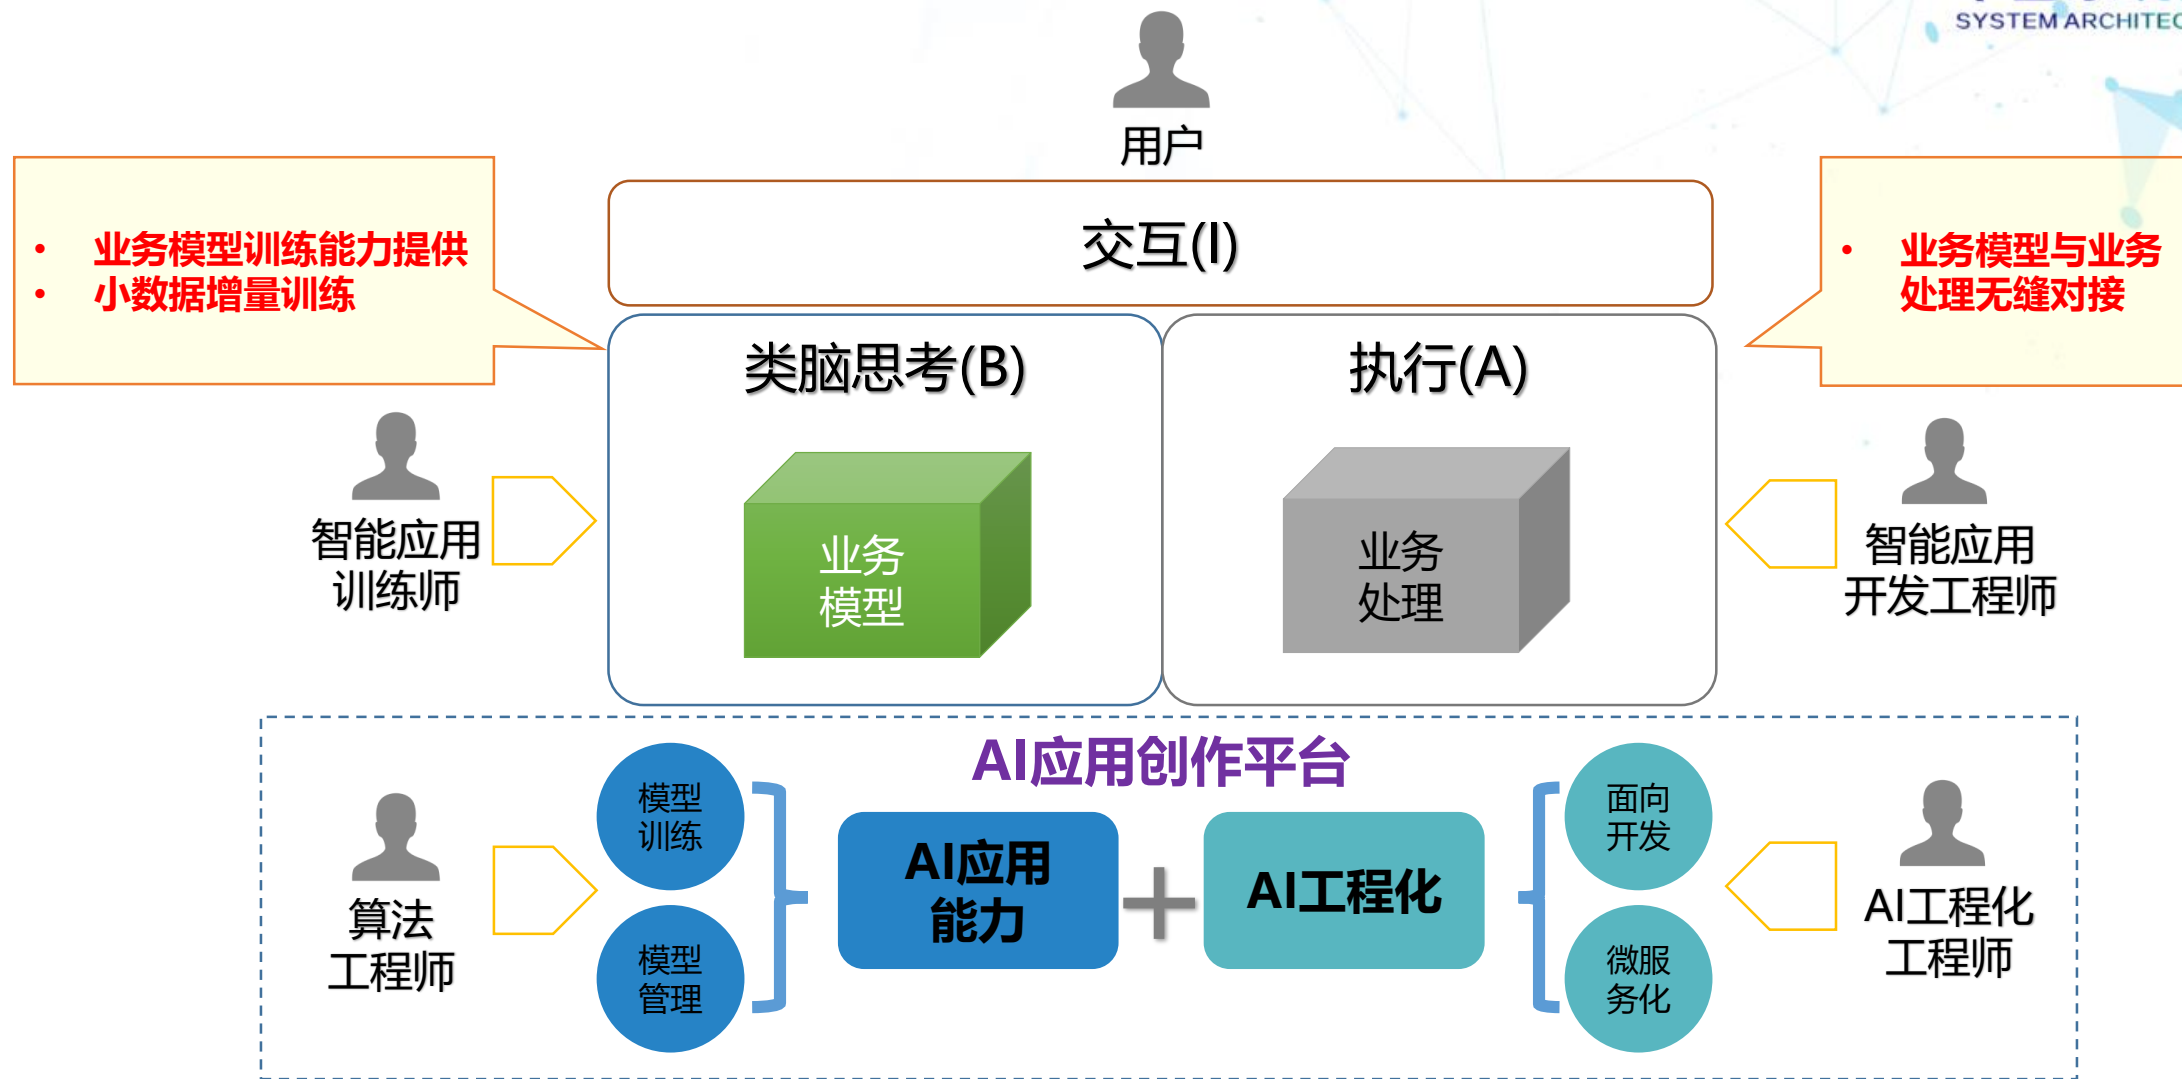 用户
• 业务模型训练能力提供
• 小数据增量训练
交互(I)
• 业务模型与业务
处理无缝对接
类脑思考(B)
执行(A)
业务
模型
业务
处理
智能应用
训练师
智能应用
开发工程师
AI应用创作平台
模型
训练
模型
管理
AI应用
能力
+
AI工程化
面向
开发
微服
务化
算法
工程师
AI工程化
工程师
SYSTEM ARCHITEC